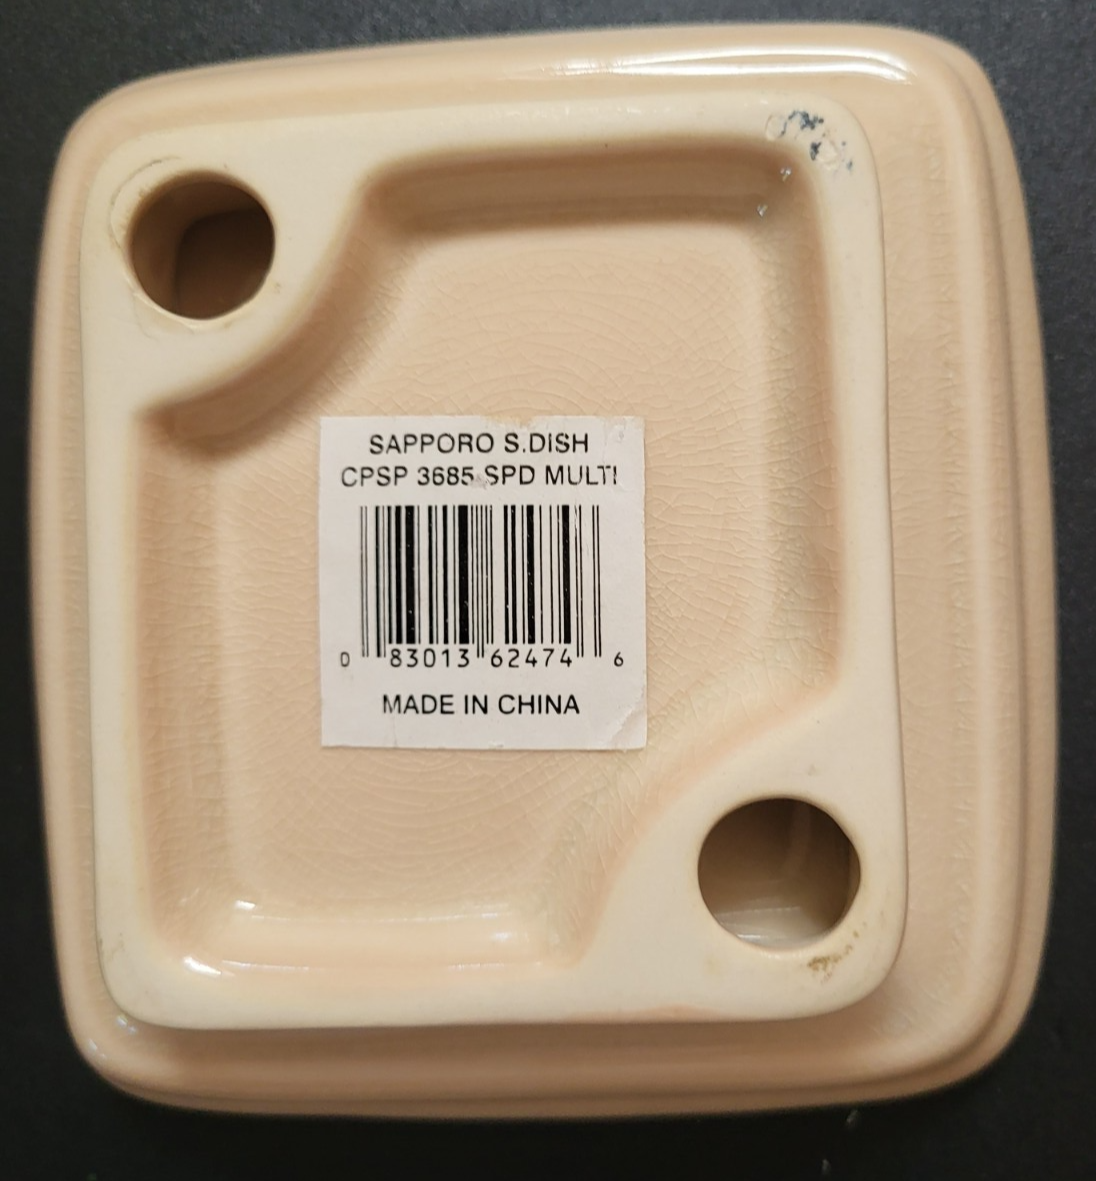 SAPPORO S.DISH
CPSP 3685 SPD MULTI
0 83013 62474 6
MADE IN CHINA